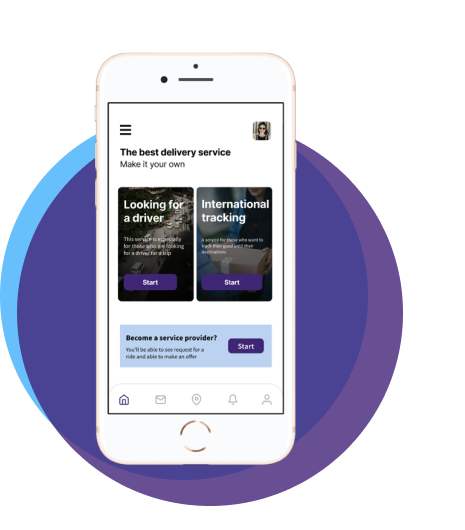 The best delivery service
Make it your own
Looking for
a driver
This service is especially
for those who are looking
for a driver for a trip
Start
International
tracking
A service for those who want to
track their good until their
destinations
Start
Become a service provider?
You'll be able to see request for a
ride and able to make an offer
Start